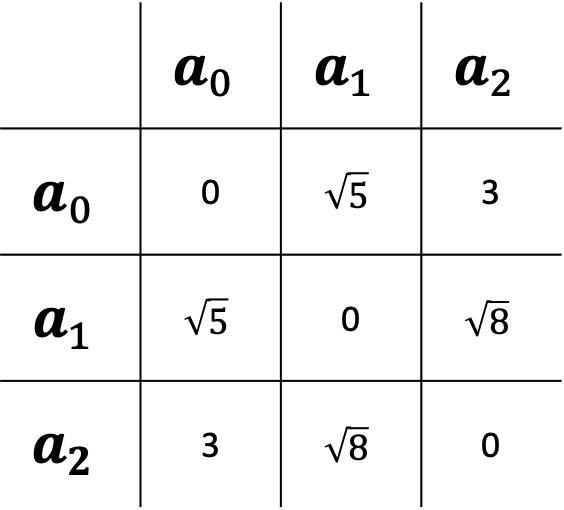 a₀ a₁ a₂
a₀ 0 √5 3
a₁ √5 0 √8
a₂ 3 √8 0